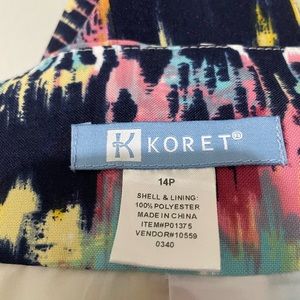 K KORET®
14P
SHELL & LINING:
100% POLYESTER
MADE IN CHINA
ITEM#P01375
VENDOR#10559
0340